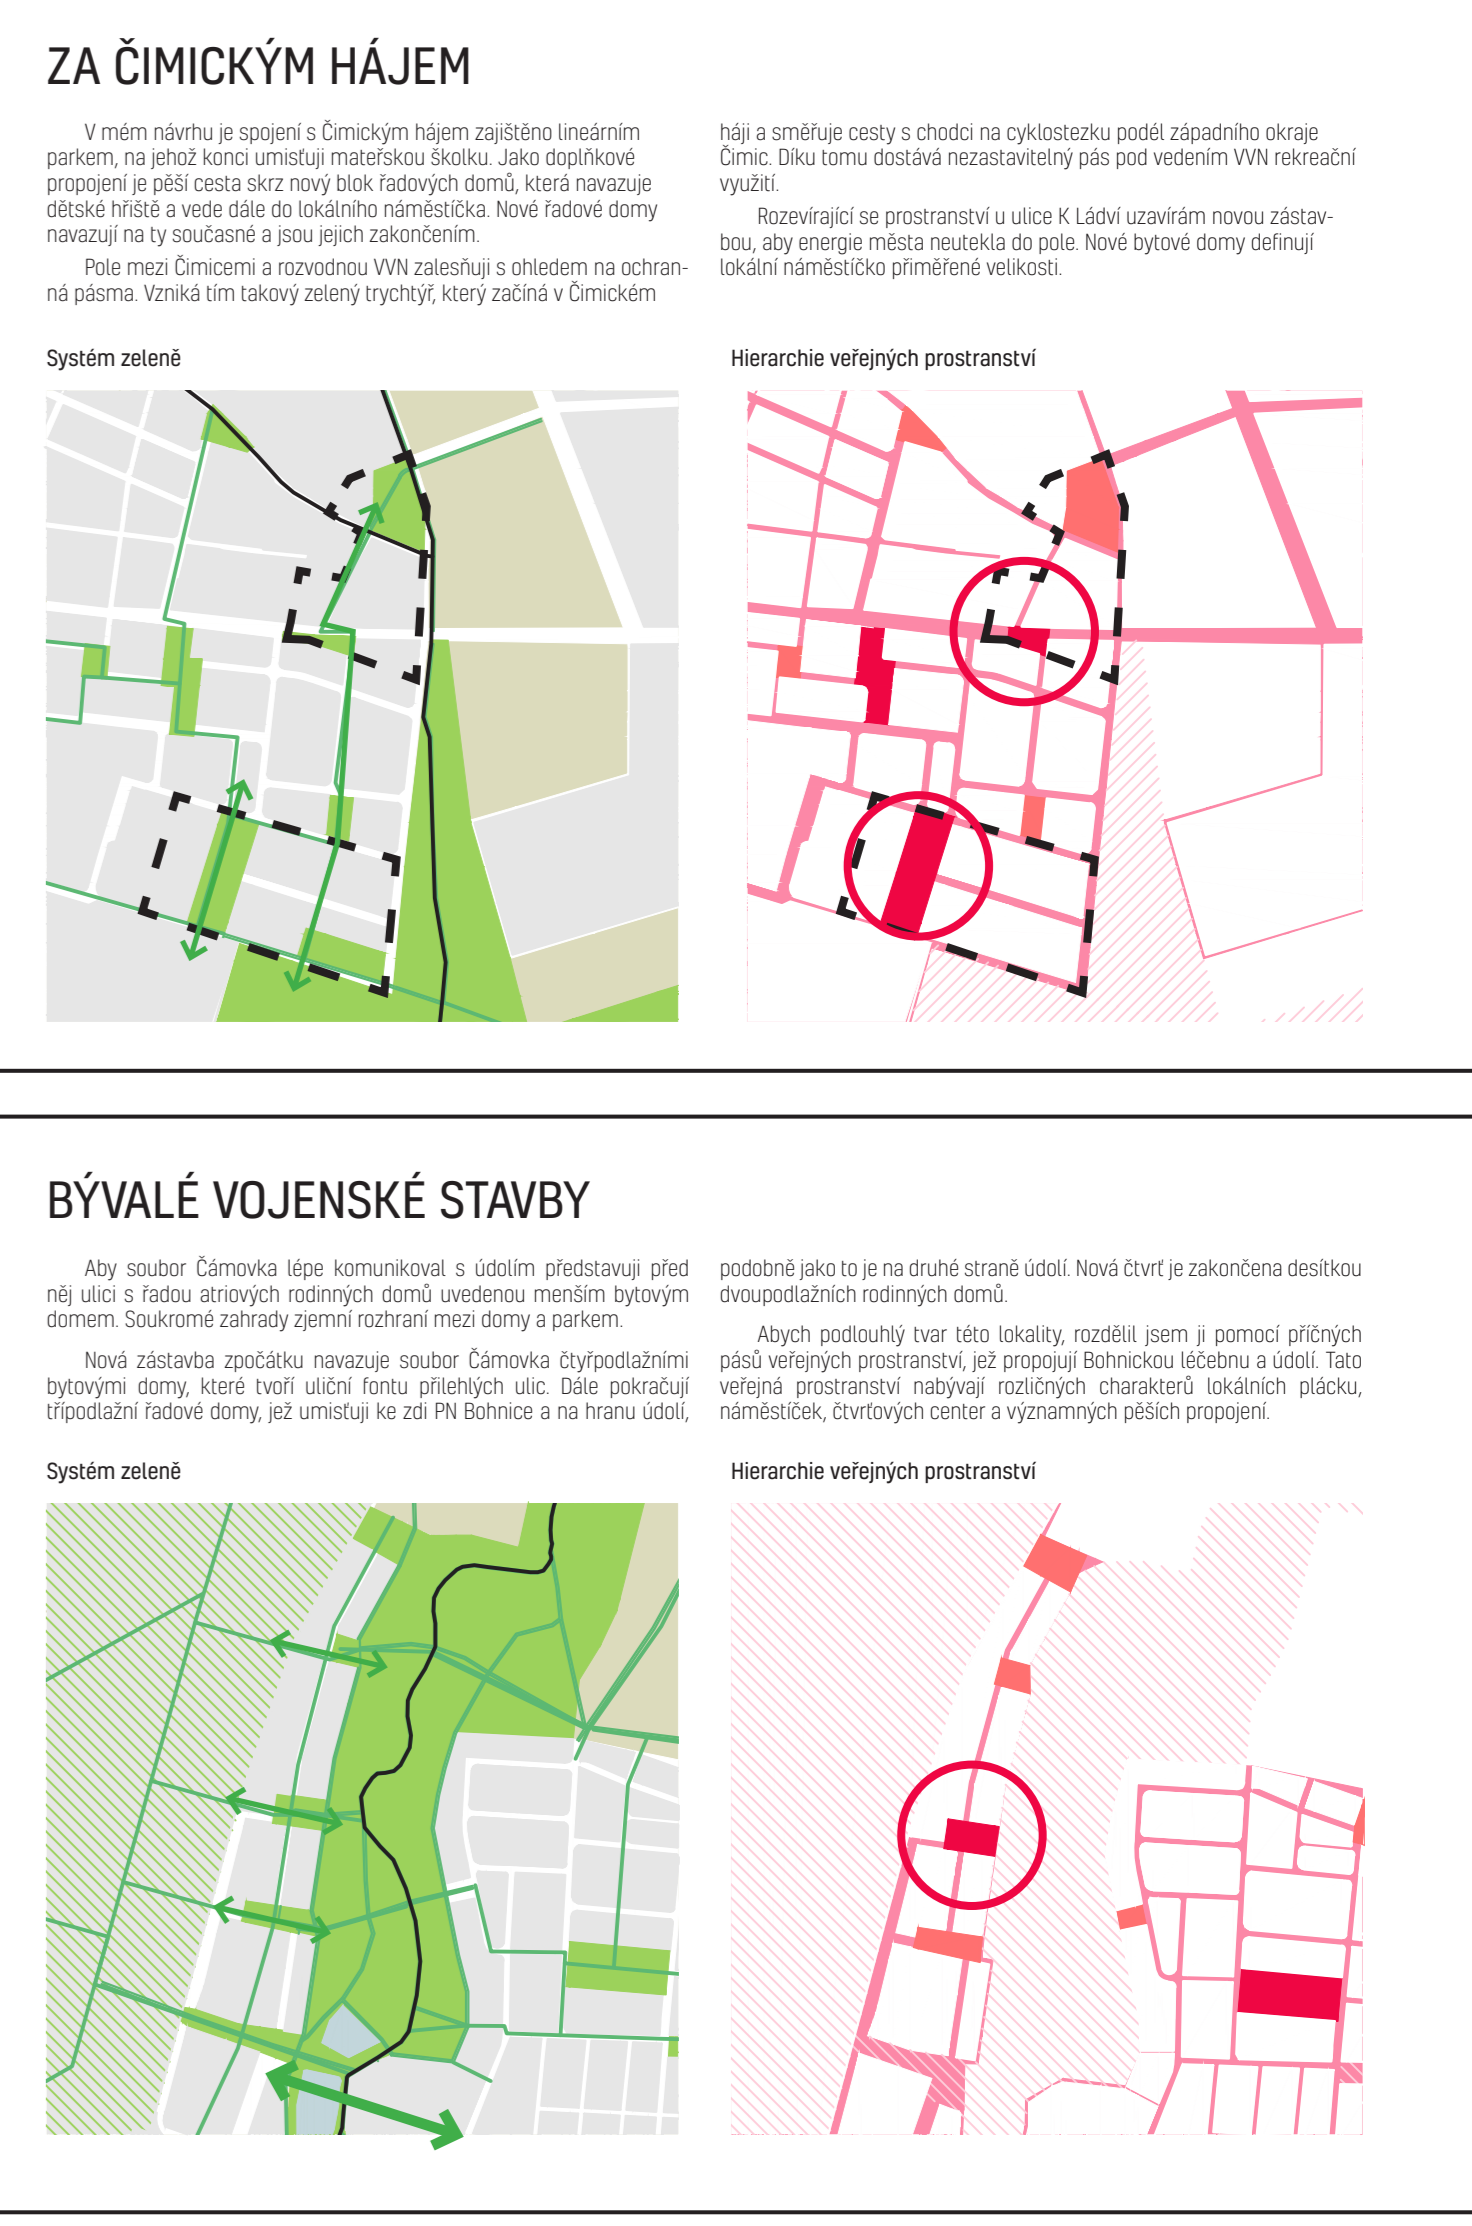 ZA ČIMICKÝM HÁJEM
V mém návrhu je spojení s Čimickým hájem zajištěno lineárním
parkem, na jehož konci umisťuji mateřskou školku. Jako doplňkové
propojení je pěší cesta skrz nový blok řadových domů, která navazuje
dětské hřiště a vede dále do lokálního náměstíčka. Nové řadové domy
navazují na ty současné a jsou jejich zakončením.
Pole mezi Čimicemi a rozvodnou VVN zalesňuji s ohledem na ochran-
ná pásma. Vzniká tím takový zelený trychtýř, který začíná v Čimickém
háji a směřuje cesty s chodci na cyklostezku podél západního okraje
Čimic. Díku tomu dostává nezastavitelný pás pod vedením VVN rekreační
využití.
Rozevírající se prostranství u ulice K Ládví uzavírám novou zástav-
bou, aby energie města neutekla do pole. Nové bytové domy definují
lokální náměstíčko přiměřené velikosti.
Systém zeleně
Hierarchie veřejných prostranství
BÝVALÉ VOJENSKÉ STAVBY
Aby soubor Čámovka lépe komunikoval s údolím představuji před
něj ulici s řadou atriových rodinných domů uvedenou menším bytovým
domem. Soukromé zahrady zjemní rozhraní mezi domy a parkem.
Nová zástavba zpočátku navazuje soubor Čámovka čtyřpodlažními
bytovými domy, které tvoří uliční fontu přilehlých ulic. Dále pokračují
třípodlažní řadové domy, jež umisťuji ke zdi PN Bohnice a na hranu údolí,
podobně jako to je na druhé straně údolí. Nová čtvrť je zakončena desítkou
dvoupodlažních rodinných domů.
Abych podlouhlý tvar této lokality, rozdělil jsem ji pomocí příčných
pásů veřejných prostranství, jež propojují Bohnickou léčebnu a údolí. Tato
veřejná prostranství nabývají rozličných charakterů lokálních plácku,
náměstíček, čtvrťových center a významných pěších propojení.
Systém zeleně
Hierarchie veřejných prostranství